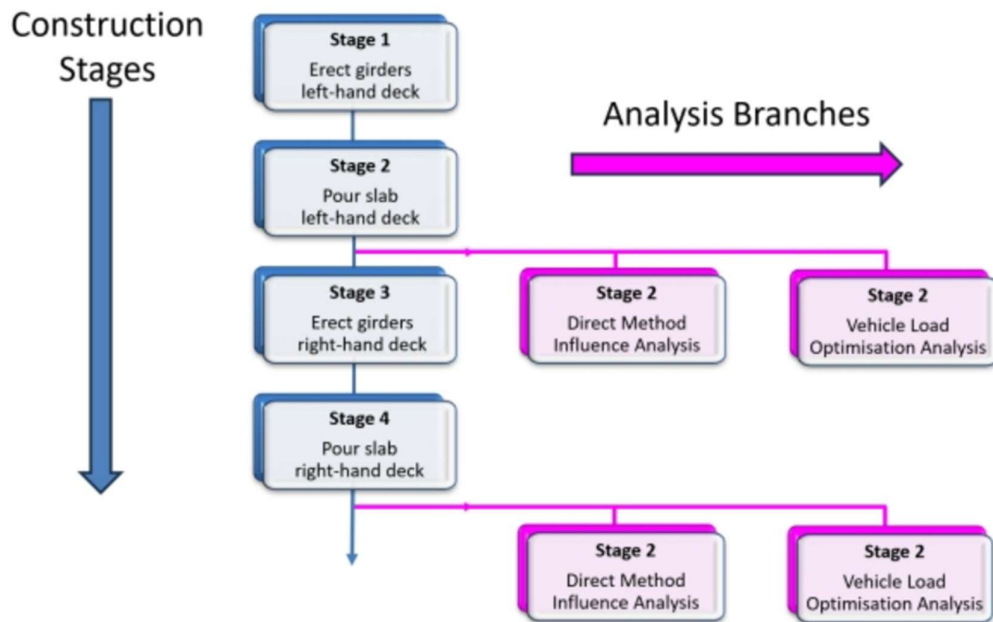 Construction
Stages
Analysis Branches
Stage 1
Erect girders
left-hand deck
Stage 2
Pour slab
left-hand deck
Stage 3
Erect girders
right-hand deck
Stage 2
Direct Method
Influence Analysis
Stage 2
Vehicle Load
Optimisation Analysis
Stage 4
Pour slab
right-hand deck
Stage 2
Direct Method
Influence Analysis
Stage 2
Vehicle Load
Optimisation Analysis